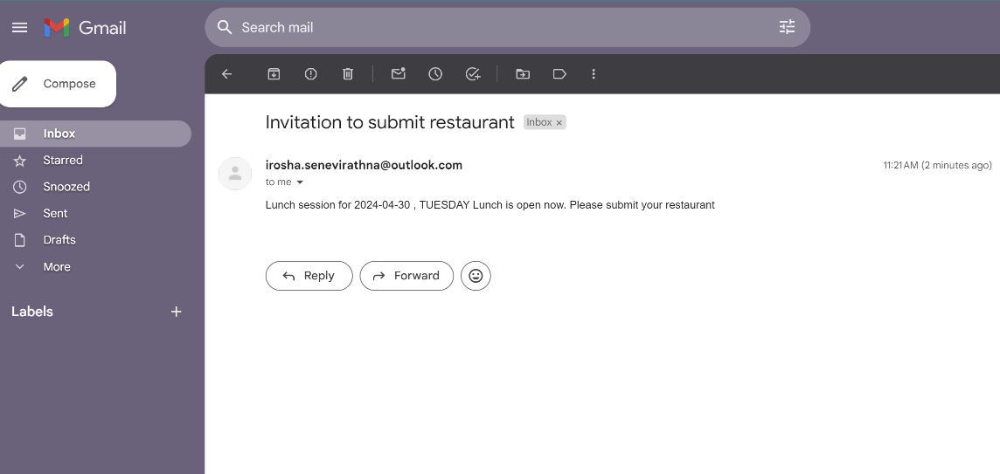 Gmail
Search mail
Compose
Inbox
Starred
Snoozed
Sent
Drafts
More
Labels
Invitation to submit restaurant Inbox ×
irosha.senevirathna@outlook.com 11:21 AM (2 minutes ago)
to me
Lunch session for 2024-04-30 , TUESDAY Lunch is open now. Please submit your restaurant
Reply Forward